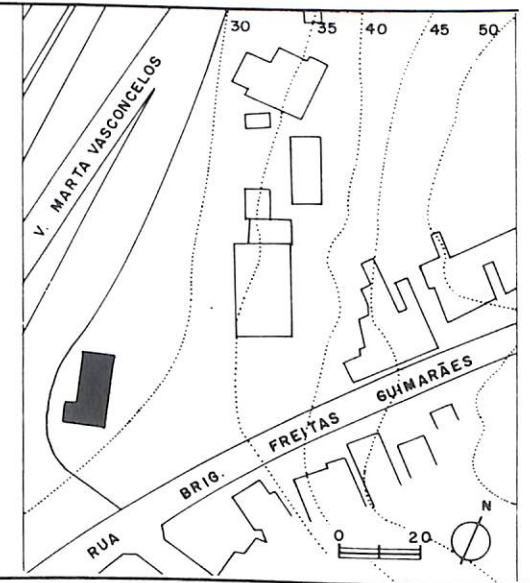 30 35 40 45 50
V. MARTA VASCONCELOS
RUA BRIG. FREITAS GUIMARÃES
N
0 20